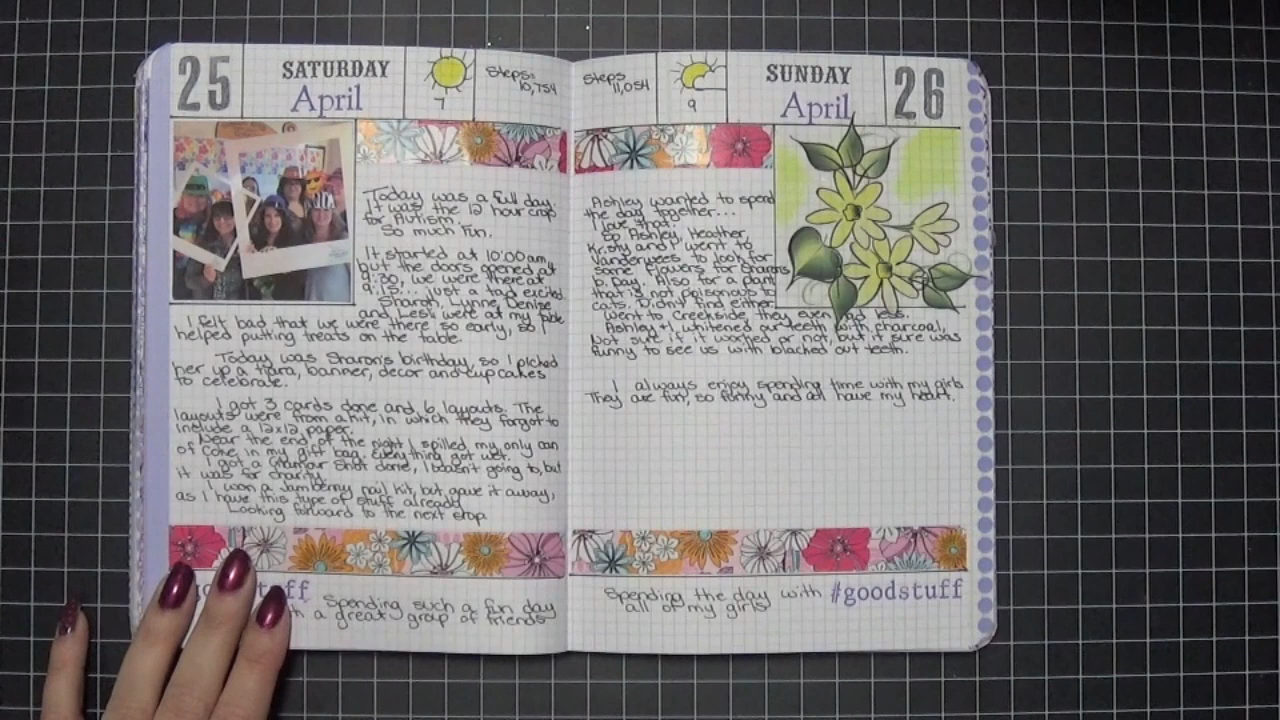 25
SATURDAY
April
7
Steps:
10,754
Today was a full day.
It was the 12 hour crop
for Autism.
So much fun.
It started at 10:00am,
but the doors opened at
9:30, we were there at
9:15... Just a tad excited.
Sharon, Lynne, Denise
and Lesli were at my table
I felt bad that we were there so early, so I
helped putting treats on the table.
Today was Sharon's birthday, so I picked
her up a tiara, banner, decor and cupcakes
to celebrate.
I got 3 cards done and 6 layouts. The
layouts were from a kit, in which they forgot to
include a 12x12 paper.
Near the end of the night I spilled my only can
of Coke in my gift bag. Everything got wet.
I got a Glamour Shot done, I wasn't going to, but
it was for charity.
I won a Jamberry nail kit, but gave it away,
as I have this type of stuff already.
Looking forward to the next crop.
Spending such a fun day
a great group of friends
Steps
11,054
9
SUNDAY
April
26
Ashley wanted to spend
the day together...
I love that.
So Ashley, Heather,
Kristy and I went to
Vanderwees to look for
some flowers for Sharons
b.day. Also for a plant
that is not poisonous to
cats. Didn't find either.
Went to Creekside, they even had less.
Ashley + I whitened our teeth with charcoal,
Not sure if it worked or not, but it sure was
funny to see us with blacked out teeth.
I always enjoy spending time with my girls
They are fun, so funny and all have my heart.
Spending the day with #goodstuff
all of my girls